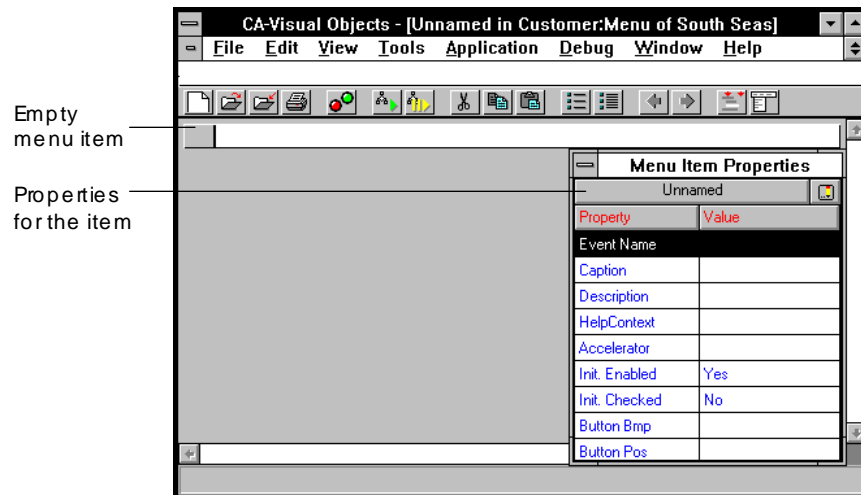 CA-Visual Objects - [Unnamed in Customer:Menu of South Seas]
File Edit View Tools Application Debug Window Help
Empty
menu item
Menu Item Properties
Properties
for the item
Unnamed
Property Value
Event Name
Caption
Description
HelpContext
Accelerator
Init. Enabled Yes
Init. Checked No
Button Bmp
Button Pos